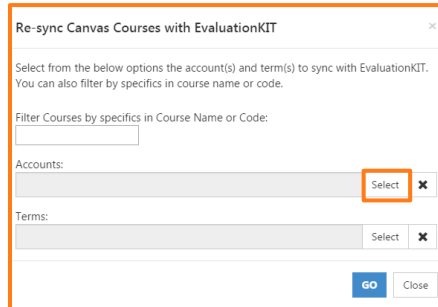 Re-sync Canvas Courses with EvaluationKIT ×
Select from the below options the account(s) and term(s) to sync with EvaluationKIT.
You can also filter by specifics in course name or code.
Filter Courses by specifics in Course Name or Code:
Accounts:
Select ✖
Terms:
Select ✖
GO Close